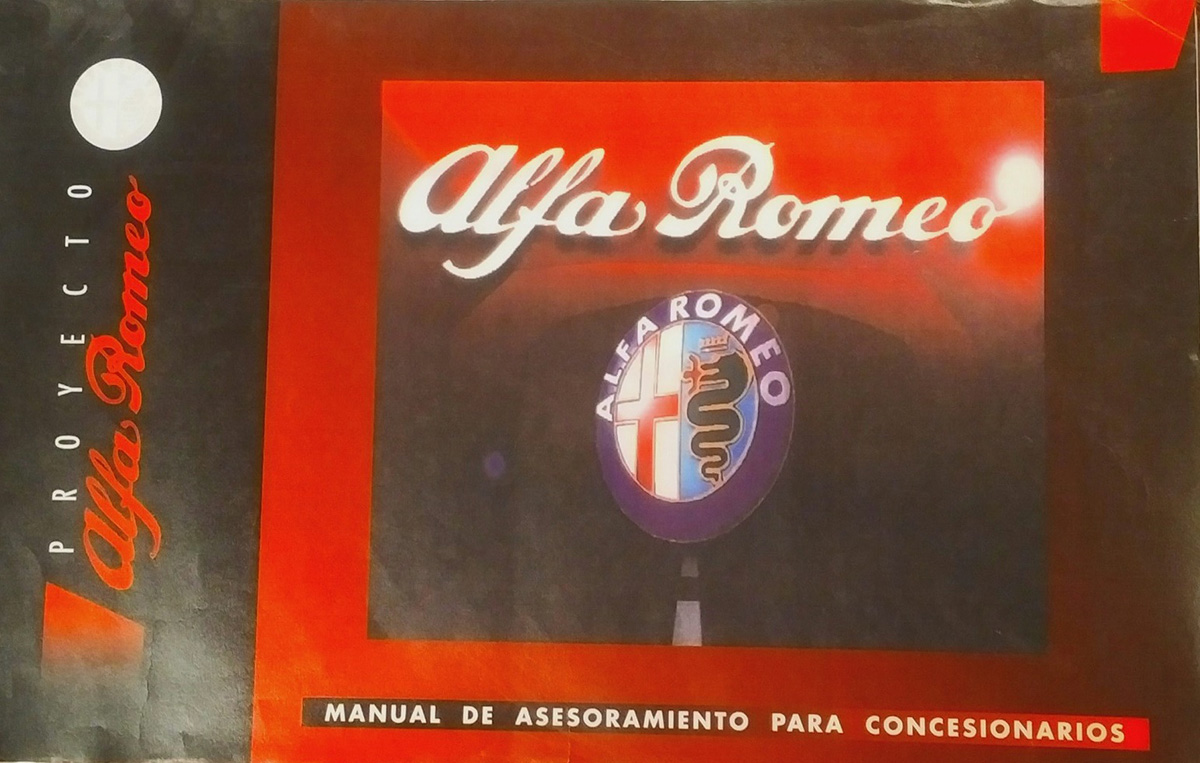 PROYECTO
Alfa Romeo
Alfa Romeo
ALFA ROMEO
MANUAL DE ASESORAMIENTO PARA CONCESIONARIOS